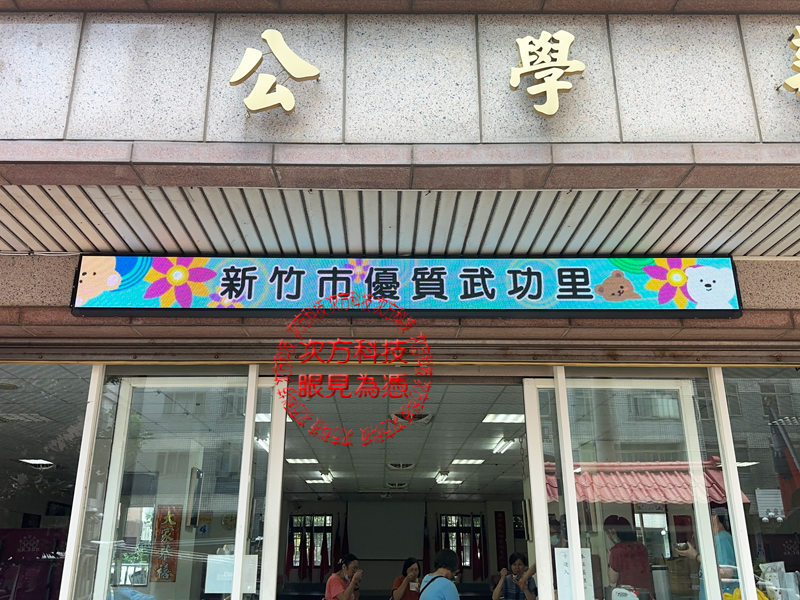 公 學
新竹市優質武功里
次方科技
眼見為憑